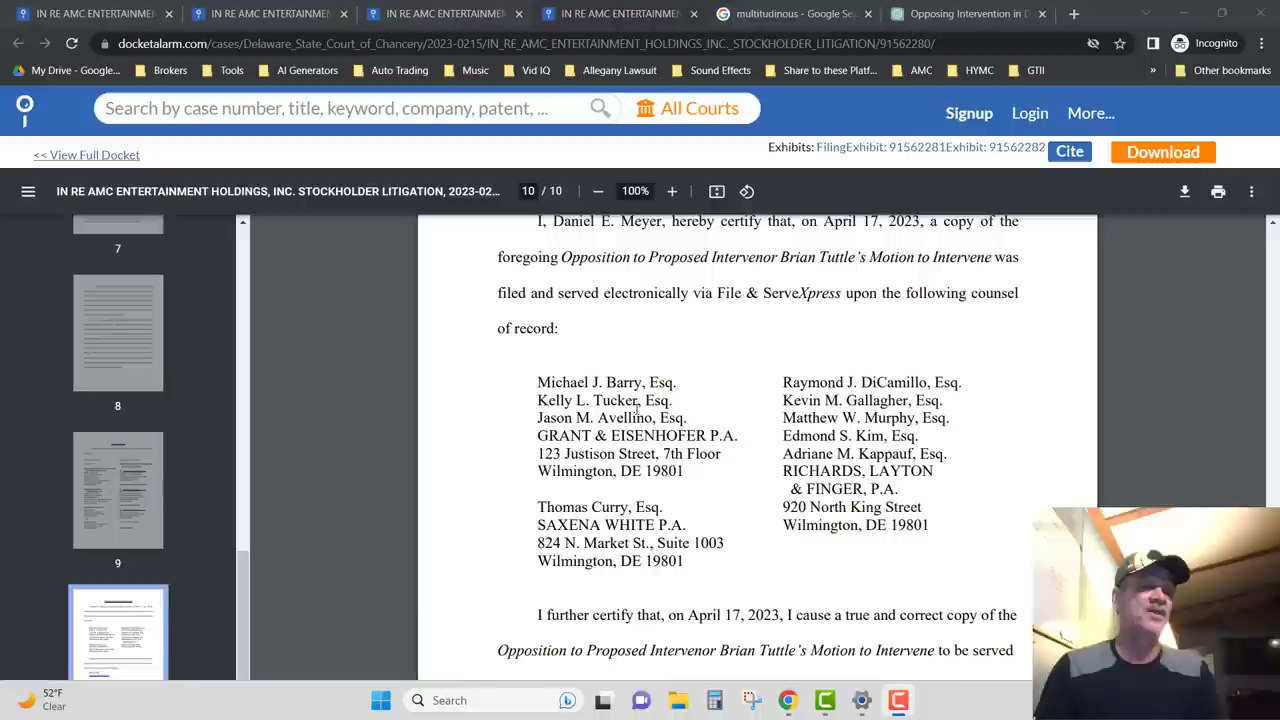 IN RE AMC ENTERTAINMEN
IN RE AMC ENTERTAINMEN
IN RE AMC ENTERTAINMEN
IN RE AMC ENTERTAINMEN
multitudinous - Google Se
Opposing Intervention in D
docketalarm.com/cases/Delaware_State_Court_of_Chancery/2023-0215/IN_RE_AMC_ENTERTAINMENT_HOLDINGS_INC._STOCKHOLDER_LITIGATION/91562280/
Incognito
My Drive - Google...
Brokers
Tools
AI Generators
Auto Trading
Music
Vid IQ
Allegany Lawsuit
Sound Effects
Share to these Platf...
AMC
HYMC
GTII
»
Other bookmarks
Search by case number, title, keyword, company, patent, ...
All Courts
Signup
Login
More...
<< View Full Docket
Exhibits: FilingExhibit: 91562281Exhibit: 91562282
Cite
Download
IN RE AMC ENTERTAINMENT HOLDINGS, INC. STOCKHOLDER LITIGATION, 2023-02...
10 / 10
100%
7
8
9
I, Daniel E. Meyer, hereby certify that, on April 17, 2023, a copy of the
foregoing Opposition to Proposed Intervenor Brian Tuttle's Motion to Intervene was
filed and served electronically via File & ServeXpress upon the following counsel
of record:
Michael J. Barry, Esq.
Kelly L. Tucker, Esq.
Jason M. Avellino, Esq.
GRANT & EISENHOFER P.A.
123 Justison Street, 7th Floor
Wilmington, DE 19801
Thomas Curry, Esq.
SAXENA WHITE P.A.
824 N. Market St., Suite 1003
Wilmington, DE 19801
Raymond J. DiCamillo, Esq.
Kevin M. Gallagher, Esq.
Matthew W. Murphy, Esq.
Edmond S. Kim, Esq.
Adriane M. Kappauf, Esq.
RICHARDS, LAYTON
& FINGER, P.A.
920 North King Street
Wilmington, DE 19801
I further certify that, on April 17, 2023, I cause a true and correct copy of the
Opposition to Proposed Intervenor Brian Tuttle's Motion to Intervene to be served
52°F
Clear
Search